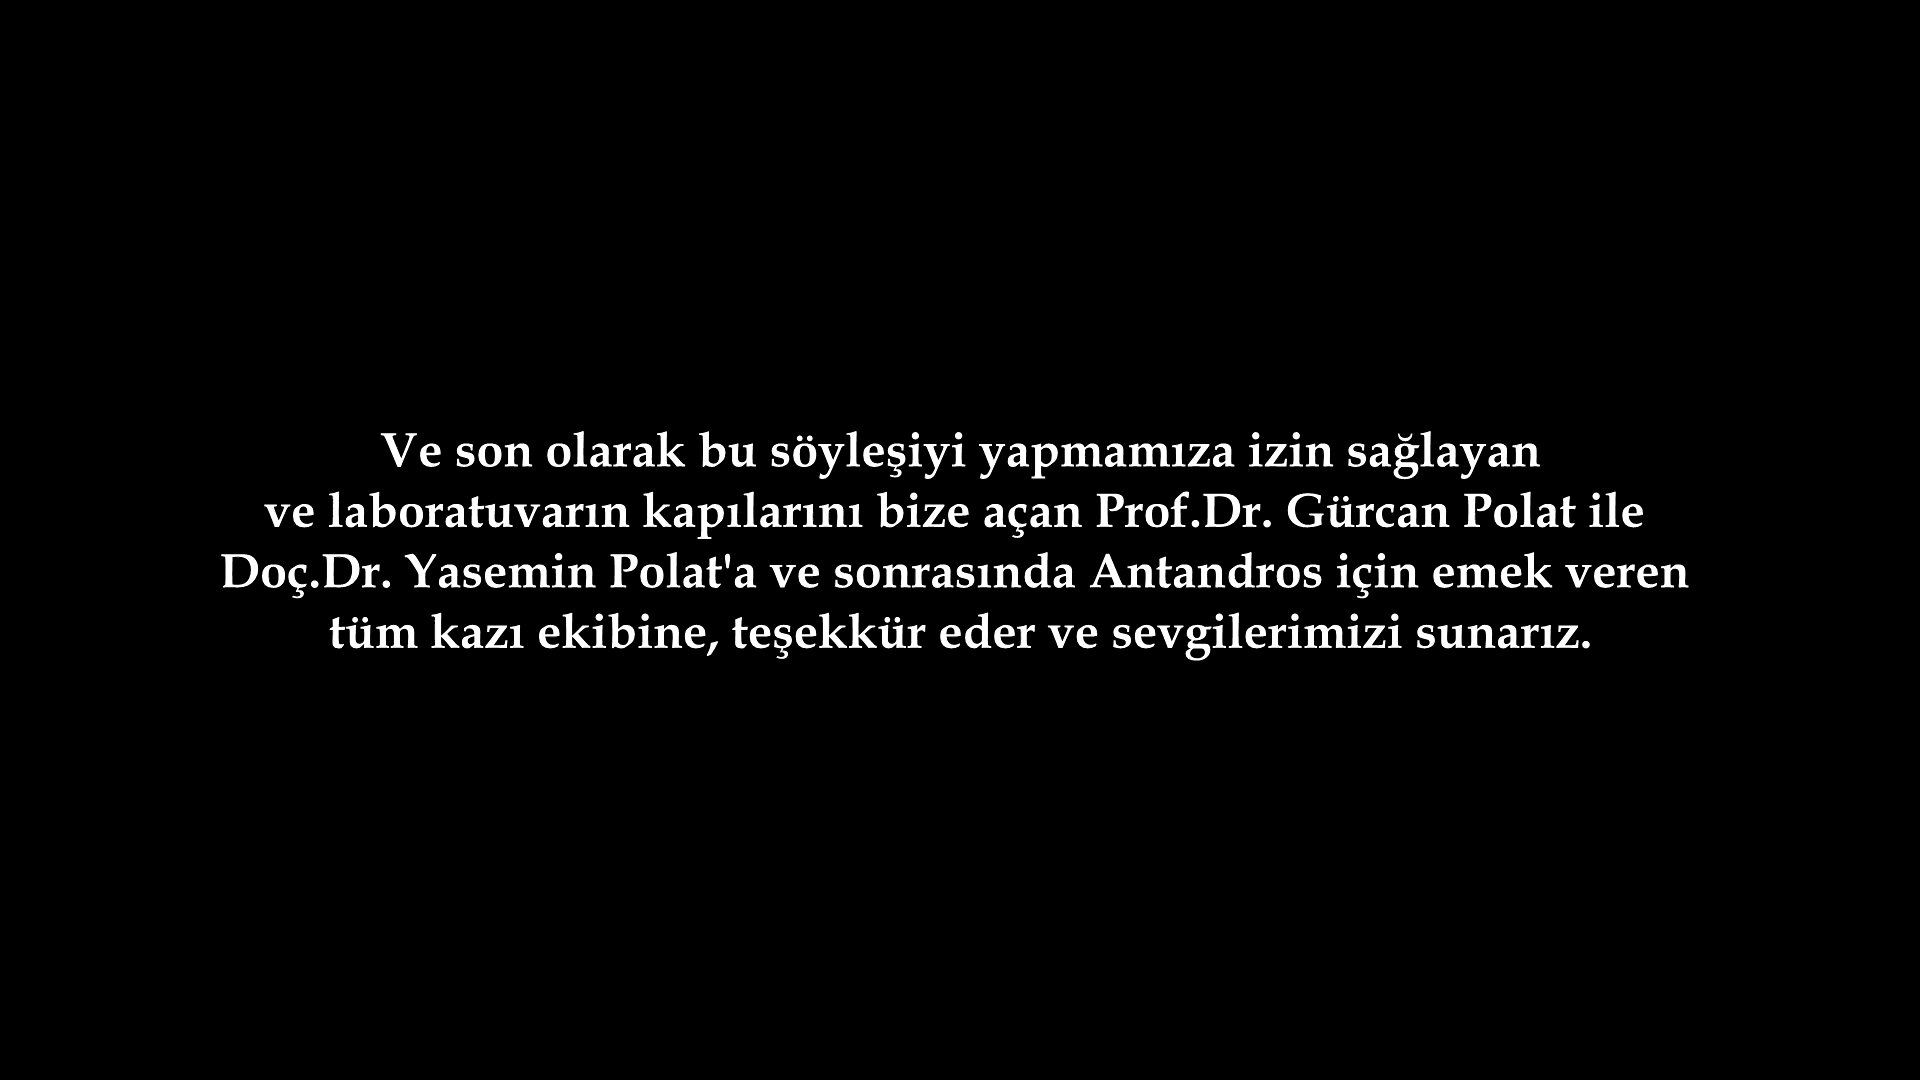 Ve son olarak bu söyleşiyi yapmamıza izin sağlayan
ve laboratuvarın kapılarını bize açan Prof.Dr. Gürcan Polat ile
Doç.Dr. Yasemin Polat'a ve sonrasında Antandros için emek veren
tüm kazı ekibine, teşekkür eder ve sevgilerimizi sunarız.